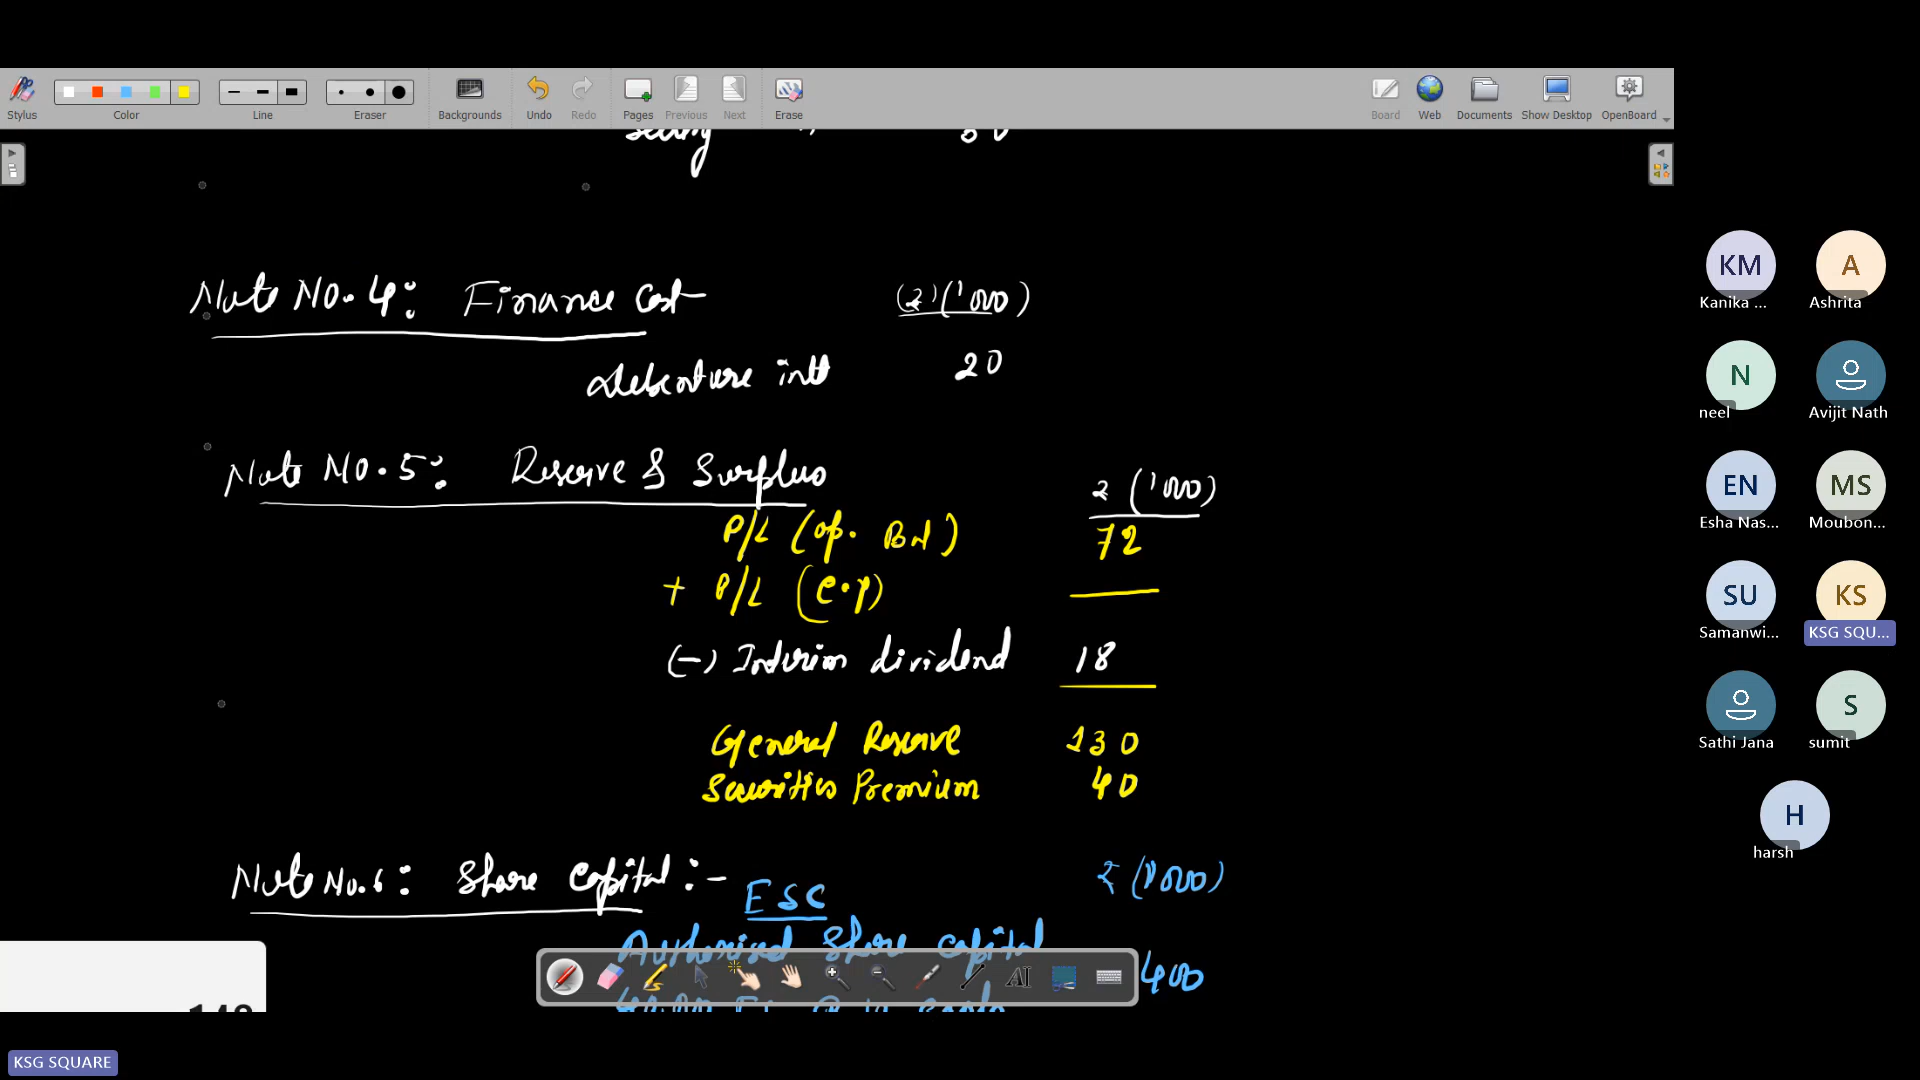 Stylus Color Line Eraser Backgrounds Undo Redo Pages Previous Next Erase Board Web Documents Show Desktop OpenBoard
30
Note No. 4: Finance Cost (₹)('000)
Debenture intt 20
Note No. 5: Reserve & Surplus ₹ ('000)
P/L (op. Bal) 72
+ P/L (c.p)
(-) Interim dividend 18
General Reserve 130
Securities Premium 40
Note No. 6: Share Capital :-
ESC ₹ ('000)
Authorised Share capital
400
KM A
Kanika ... Ashrita
N
neel Avijit Nath
EN MS
Esha Nas... Moubon...
SU KS
Samanwi... KSG SQU...
S
Sathi Jana sumit
H
harsh
KSG SQUARE